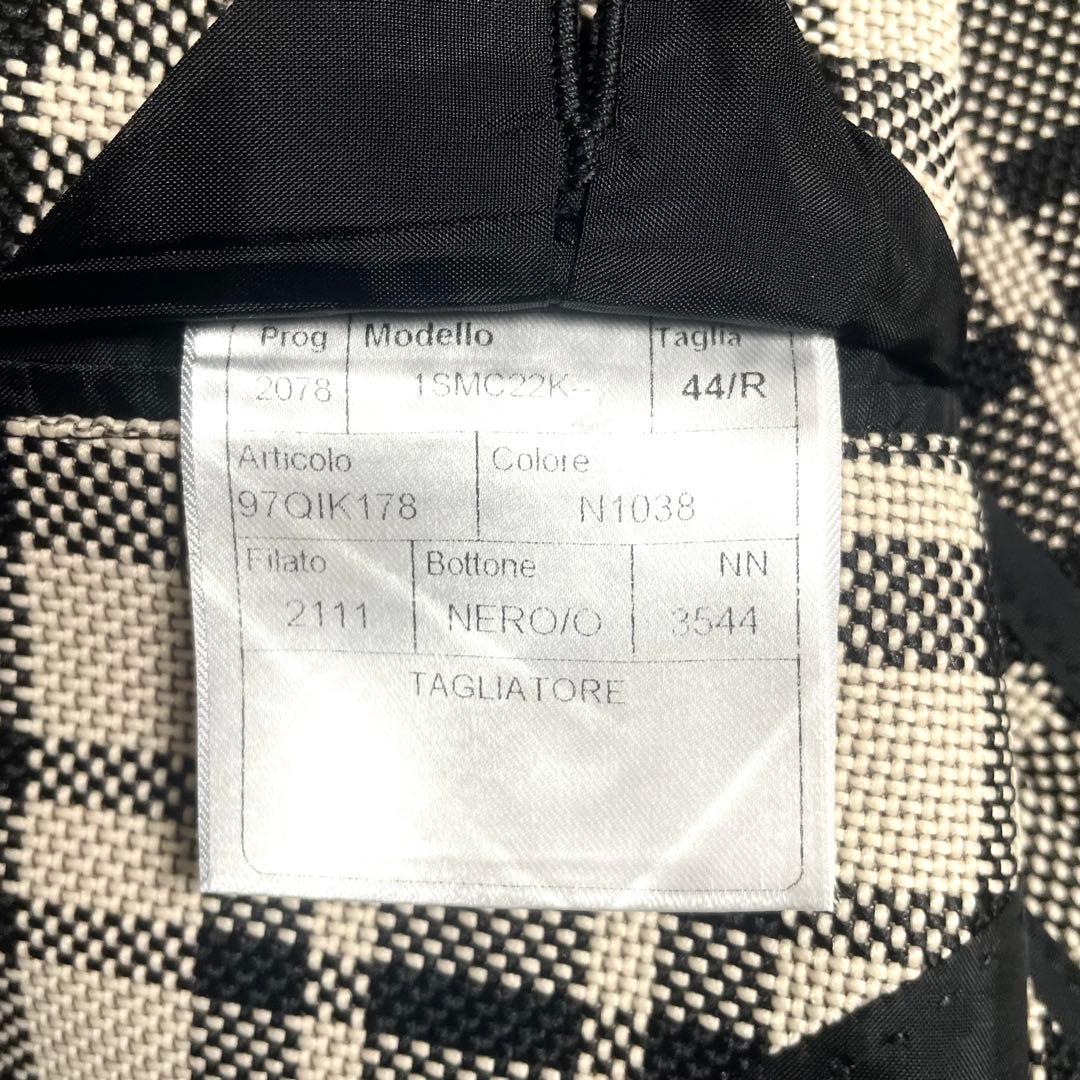 Prog Modello Taglia
2078 1SMC22K-- 44/R
Articolo Colore
97QIK178 N1038
Filato Bottone NN
2111 NERO/O 3544
TAGLIATORE